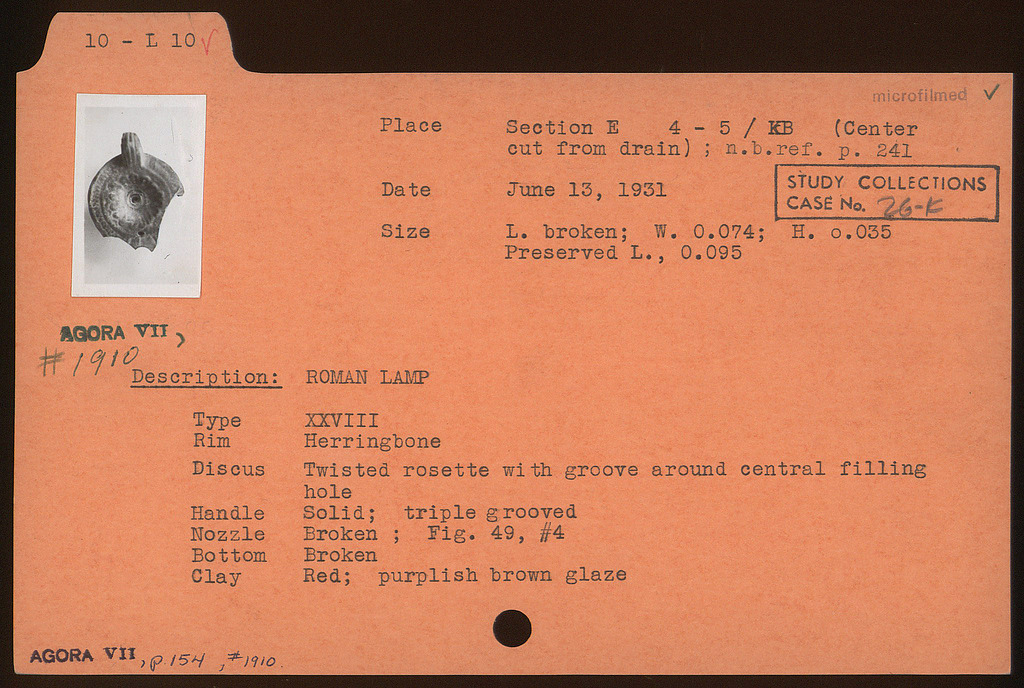 10 - L 10 ✓
microfilmed ✓
Place Section E 4 - 5 / KB (Center
cut from drain) ; n.b.ref. p. 241
Date June 13, 1931
STUDY COLLECTIONS
CASE No. 26-K
Size L. broken; W. 0.074; H. o.035
Preserved L., 0.095
AGORA VII,
#1910
Description: ROMAN LAMP
Type XXVIII
Rim Herringbone
Discus Twisted rosette with groove around central filling
hole
Handle Solid; triple grooved
Nozzle Broken ; Fig. 49, #4
Bottom Broken
Clay Red; purplish brown glaze
AGORA VII, p. 154, #1910.